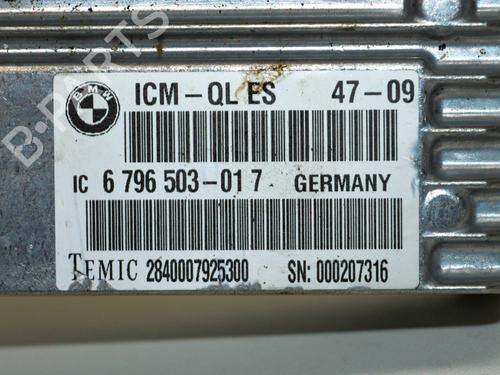 B-PARTS
BMW
ICM-QL ES 47-09
IC 6 796 503-01 7 GERMANY
TEMIC 2840007925300 SN: 000207316